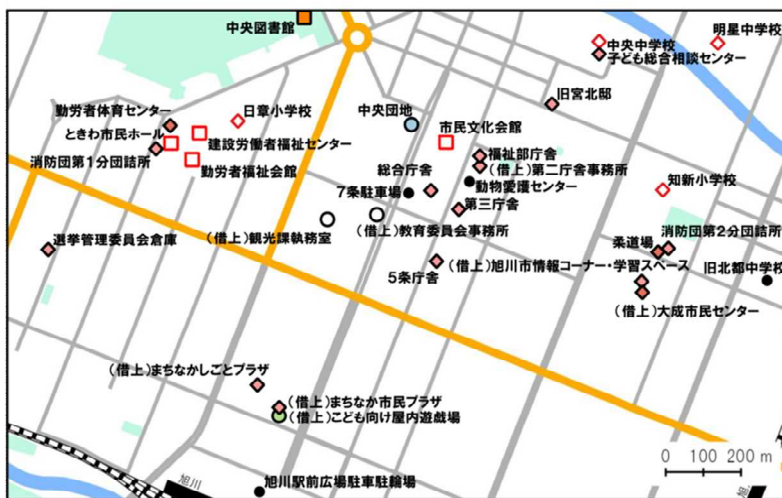 中央図書館
明星中学校
中央中学校
子ども総合相談センター
勤労者体育センター
日章小学校
旧宮北邸
中央団地
ときわ市民ホール
建設労働者福祉センター
市民文化会館
消防団第1分団詰所
勤労者福祉会館
福祉部庁舎
(借上)第二庁舎事務所
総合庁舎
動物愛護センター
7条駐車場
知新小学校
第三庁舎
(借上)観光課執務室
(借上)教育委員会事務所
消防団第2分団詰所
柔道場
選挙管理委員会倉庫
(借上)旭川市情報コーナー・学習スペース
旧北都中学校
5条庁舎
(借上)大成市民センター
(借上)まちなかしごとプラザ
(借上)まちなか市民プラザ
(借上)こども向け屋内遊戯場
0 100 200 m
旭川
旭川駅前広場駐車駐輪場